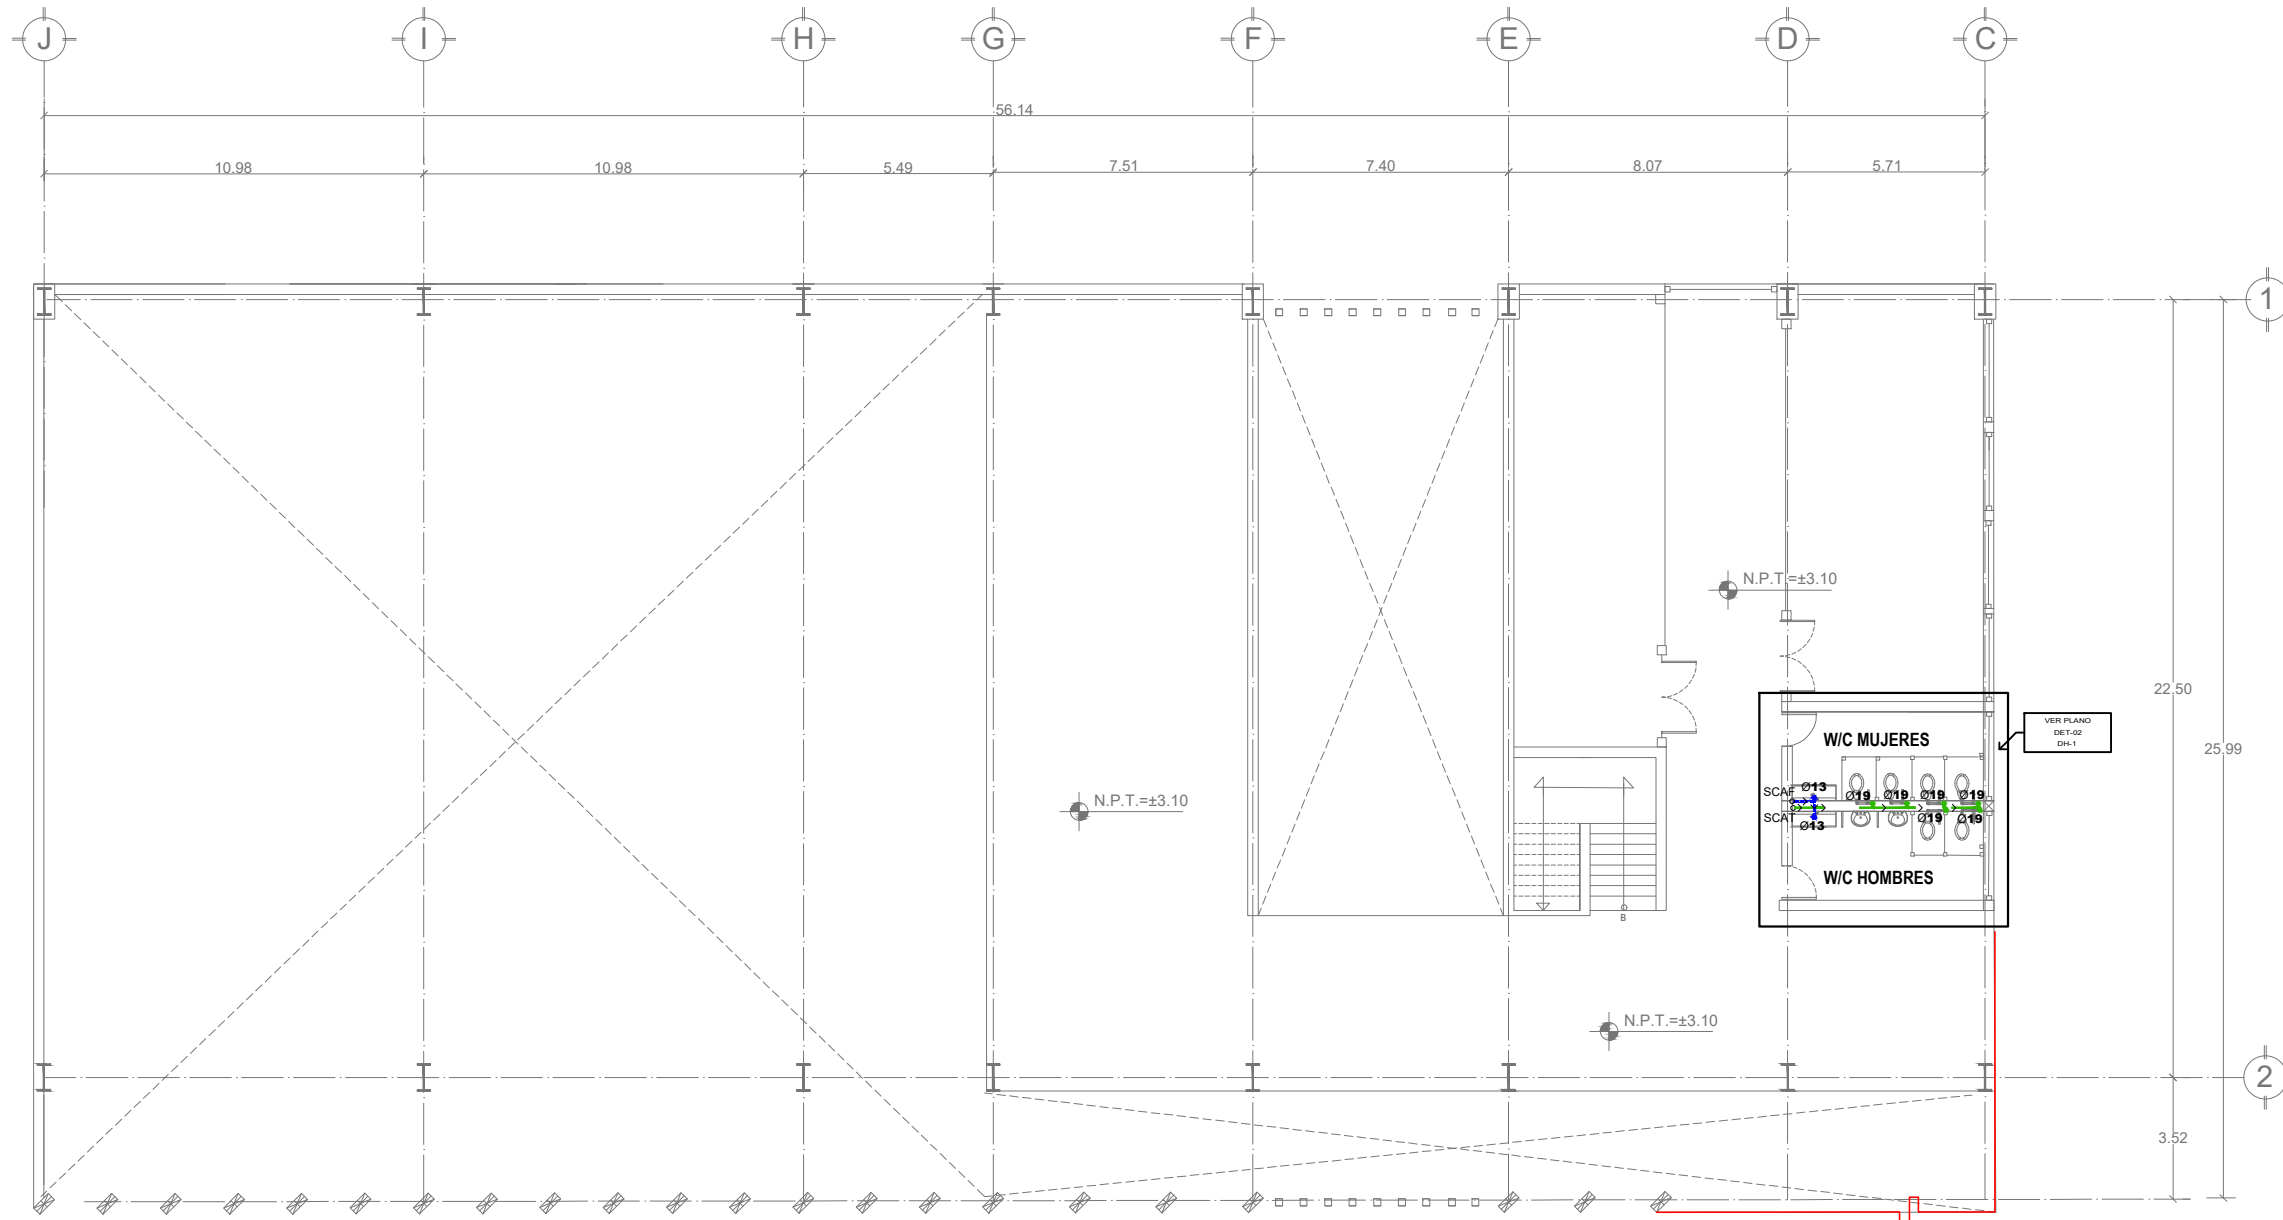 J I H G F E D C
56.14
10.98 10.98 5.49 7.51 7.40 8.07 5.71
1
N.P.T.=±3.10
22.50
VER PLANO
DET-02
DH-1
W/C MUJERES
25.99
SCAF Ø13 Ø19 Ø19 Ø19 Ø19
N.P.T.=±3.10
SCAT Ø13 Ø19 Ø19
W/C HOMBRES
B
N.P.T.=±3.10
2
3.52